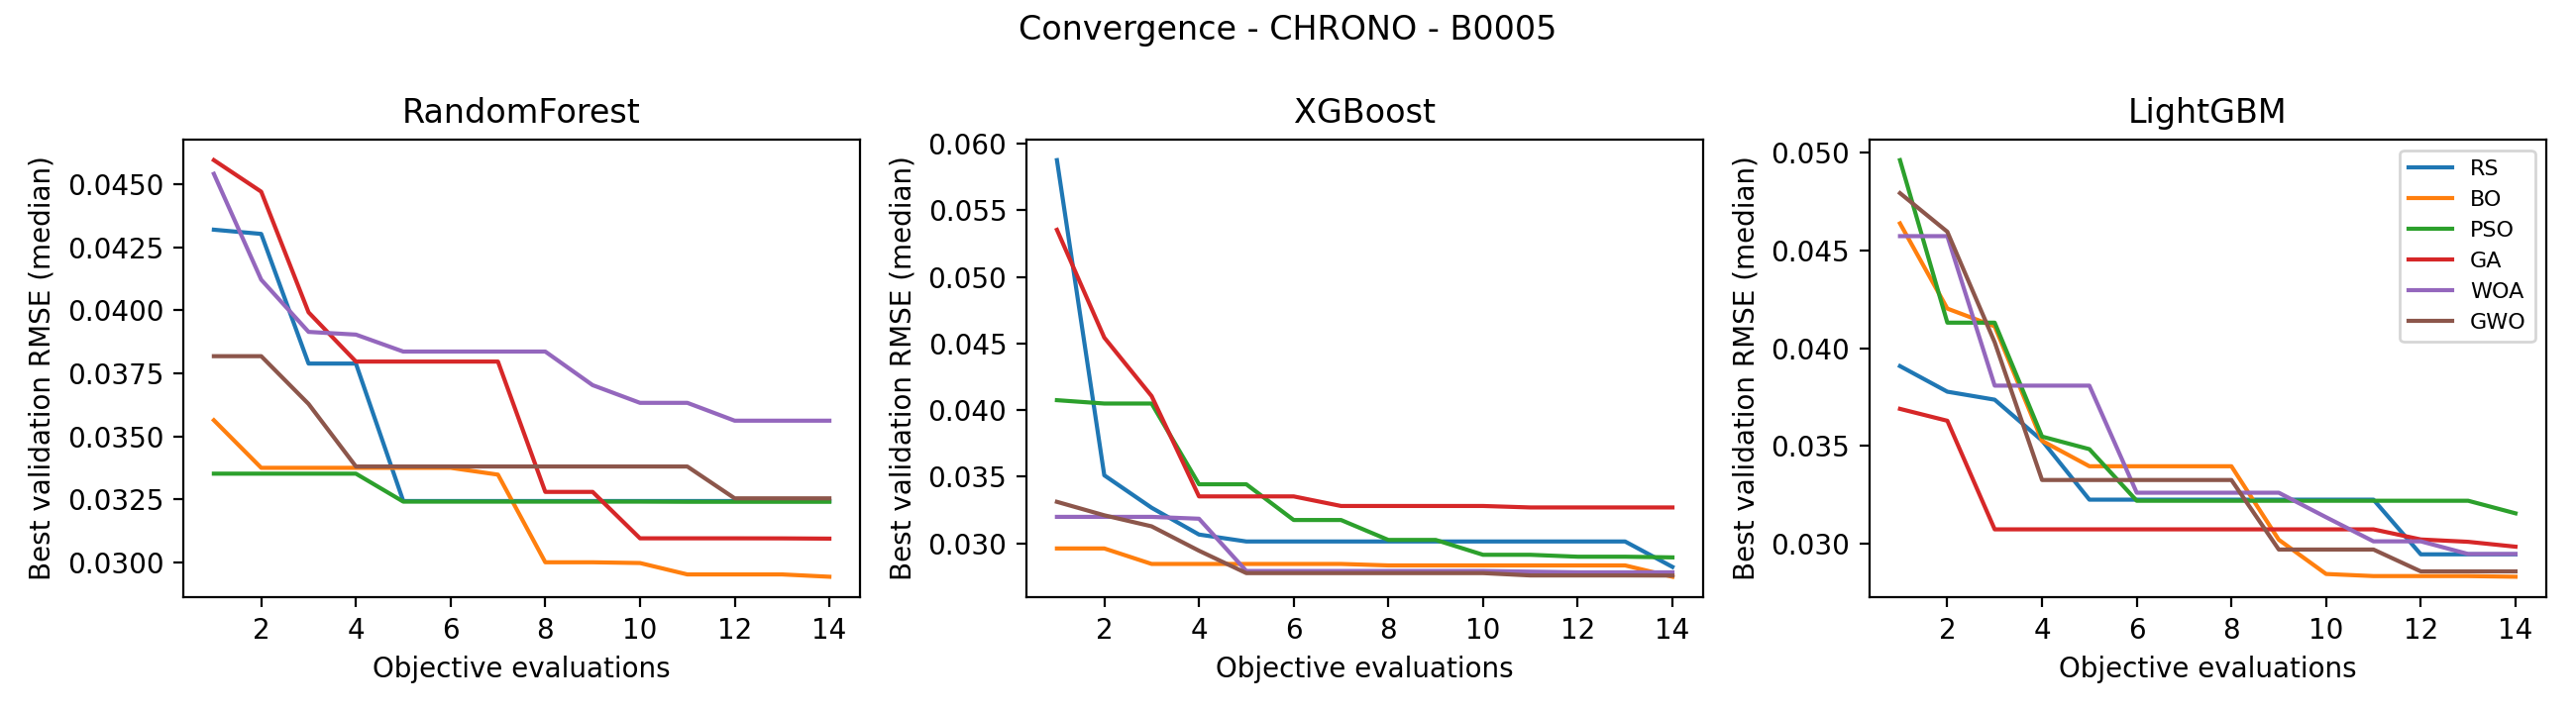 Convergence - CHRONO - B0005
RandomForest
Best validation RMSE (median)
0.0450
0.0425
0.0400
0.0375
0.0350
0.0325
0.0300
2 4 6 8 10 12 14
Objective evaluations
XGBoost
Best validation RMSE (median)
0.060
0.055
0.050
0.045
0.040
0.035
0.030
2 4 6 8 10 12 14
Objective evaluations
LightGBM
Best validation RMSE (median)
0.050
0.045
0.040
0.035
0.030
2 4 6 8 10 12 14
Objective evaluations
RS
BO
PSO
GA
WOA
GWO